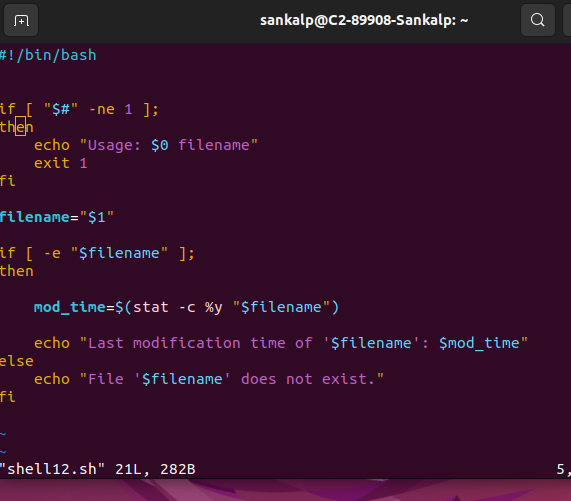 sankalp@C2-89908-Sankalp: ~
#!/bin/bash
if [ "$#" -ne 1 ];
then
    echo "Usage: $0 filename"
    exit 1
fi
filename="$1"
if [ -e "$filename" ];
then
    mod_time=$(stat -c %y "$filename")
    echo "Last modification time of '$filename': $mod_time"
else
    echo "File '$filename' does not exist."
fi
~
~
"shell12.sh" 21L, 282B 5,